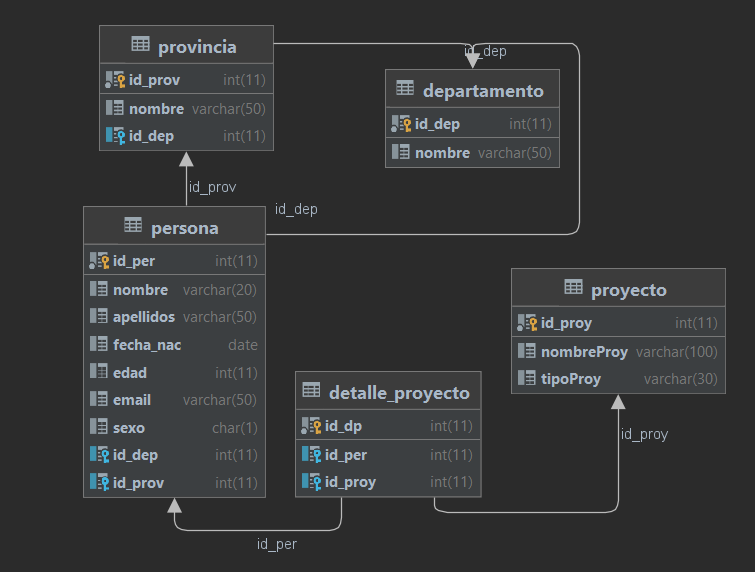 provincia
id_prov int(11)
nombre varchar(50)
id_dep int(11)
id_dep
departamento
id_dep int(11)
nombre varchar(50)
id_prov
id_dep
persona
id_per int(11)
nombre varchar(20)
apellidos varchar(50)
fecha_nac date
edad int(11)
email varchar(50)
sexo char(1)
id_dep int(11)
id_prov int(11)
proyecto
id_proy int(11)
nombreProy varchar(100)
tipoProy varchar(30)
detalle_proyecto
id_dp int(11)
id_per int(11)
id_proy int(11)
id_proy
id_per